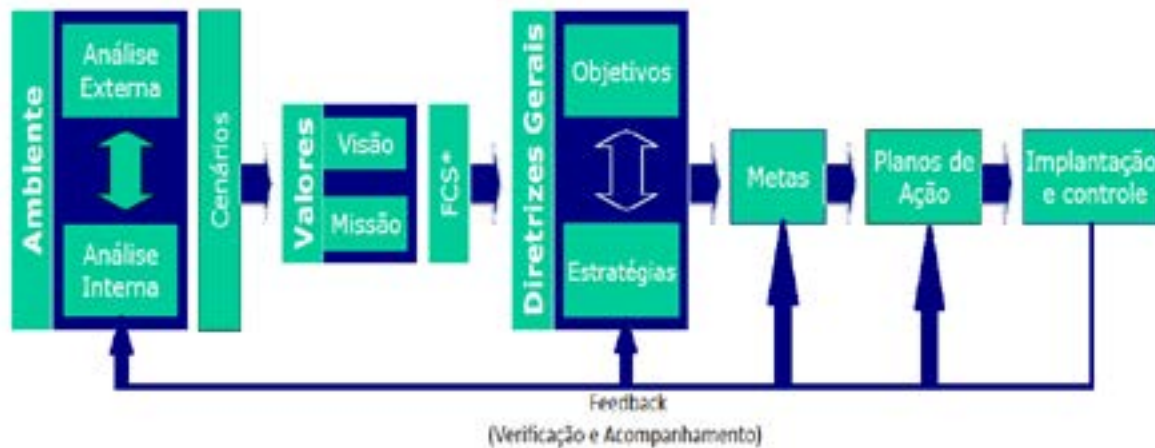 Ambiente
Análise
Externa
Análise
Interna
Cenários
Valores
Visão
Missão
FCS*
Diretrizes Gerais
Objetivos
Estratégias
Metas
Planos de
Ação
Implantação
e controle
Feedback
(Verificação e Acompanhamento)